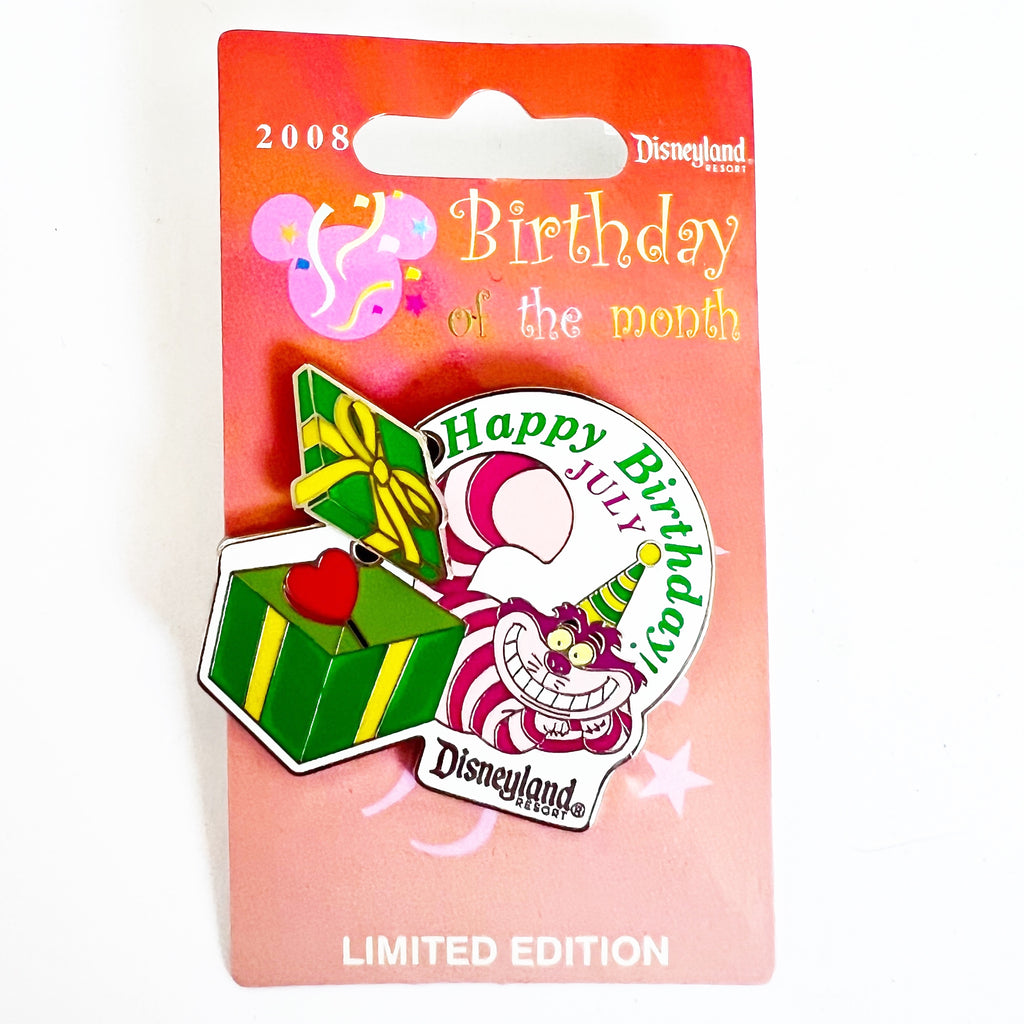 2008
Disneyland
RESORT
Birthday
of the month
Happy Birthday!
JULY
Disneyland®
RESORT
LIMITED EDITION